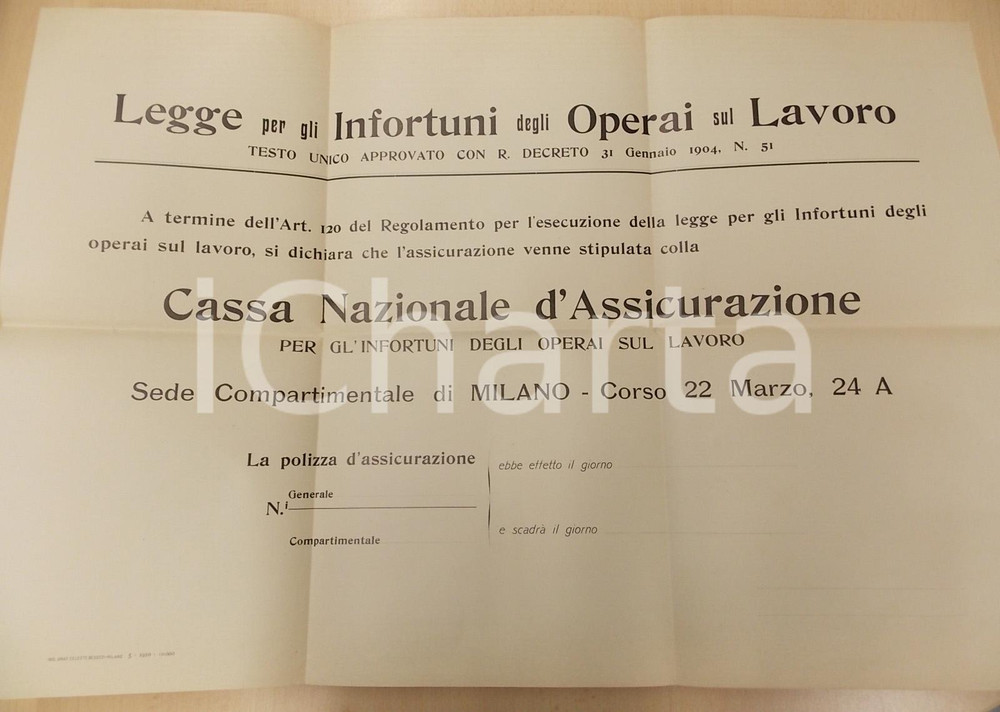 Legge per gli Infortuni degli Operai sul Lavoro
TESTO UNICO APPROVATO CON R. DECRETO 31 Gennaio 1904, N. 51
A termine dell'Art. 120 del Regolamento per l'esecuzione della legge per gli Infortuni degli
operai sul lavoro, si dichiara che l'assicurazione venne stipulata colla
Cassa Nazionale d'Assicurazione
PER GL'INFORTUNI DEGLI OPERAI SUL LAVORO
iCharta
Sede Compartimentale di MILANO - Corso 22 Marzo, 24 A
La polizza d'assicurazione
ebbe effetto il giorno
Generale
N.i
e scadrà il giorno
Compartimentale